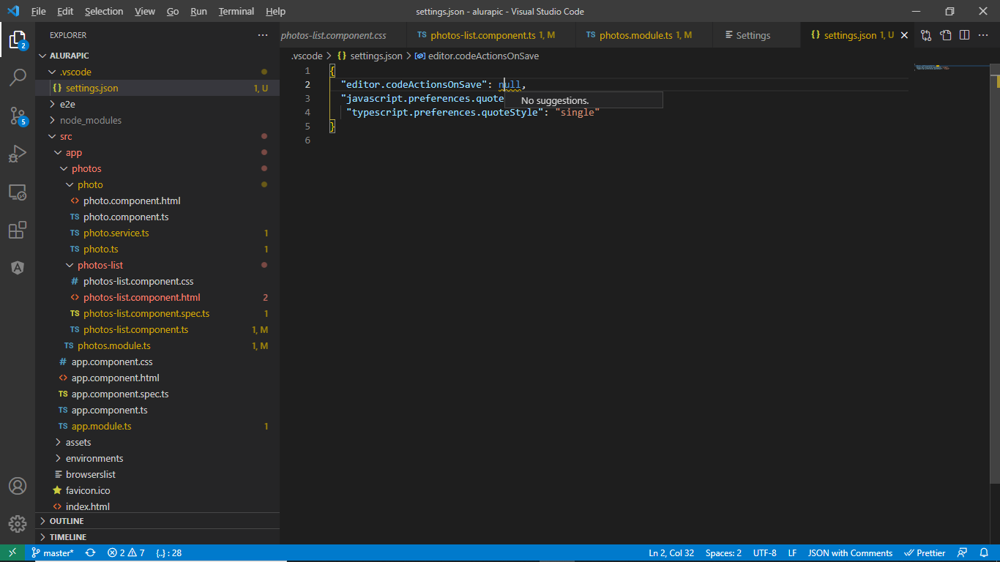 File Edit Selection View Go Run Terminal Help settings.json - alurapic - Visual Studio Code
EXPLORER
2
ALURAPIC
.vscode
settings.json 1, U
e2e
5
node_modules
src
app
photos
photo
photo.component.html
photo.component.ts
photo.service.ts 1
photo.ts 1
photos-list
photos-list.component.css
photos-list.component.html 2
photos-list.component.spec.ts 1
photos-list.component.ts 1, M
photos.module.ts 1, M
app.component.css
app.component.html
app.component.spec.ts
app.component.ts
app.module.ts 1
assets
environments
browserslist
favicon.ico
index.html
OUTLINE
TIMELINE
photos-list.component.css TS photos-list.component.ts 1, M TS photos.module.ts 1, M Settings {} settings.json 1, U
.vscode > {} settings.json > editor.codeActionsOnSave
1 {
2 "editor.codeActionsOnSave": null,
3 "javascript.preferences.quote
No suggestions.
4 "typescript.preferences.quoteStyle": "single"
5 }
6
master* 2 7 {..} : 28 Ln 2, Col 32 Spaces: 2 UTF-8 LF JSON with Comments Prettier